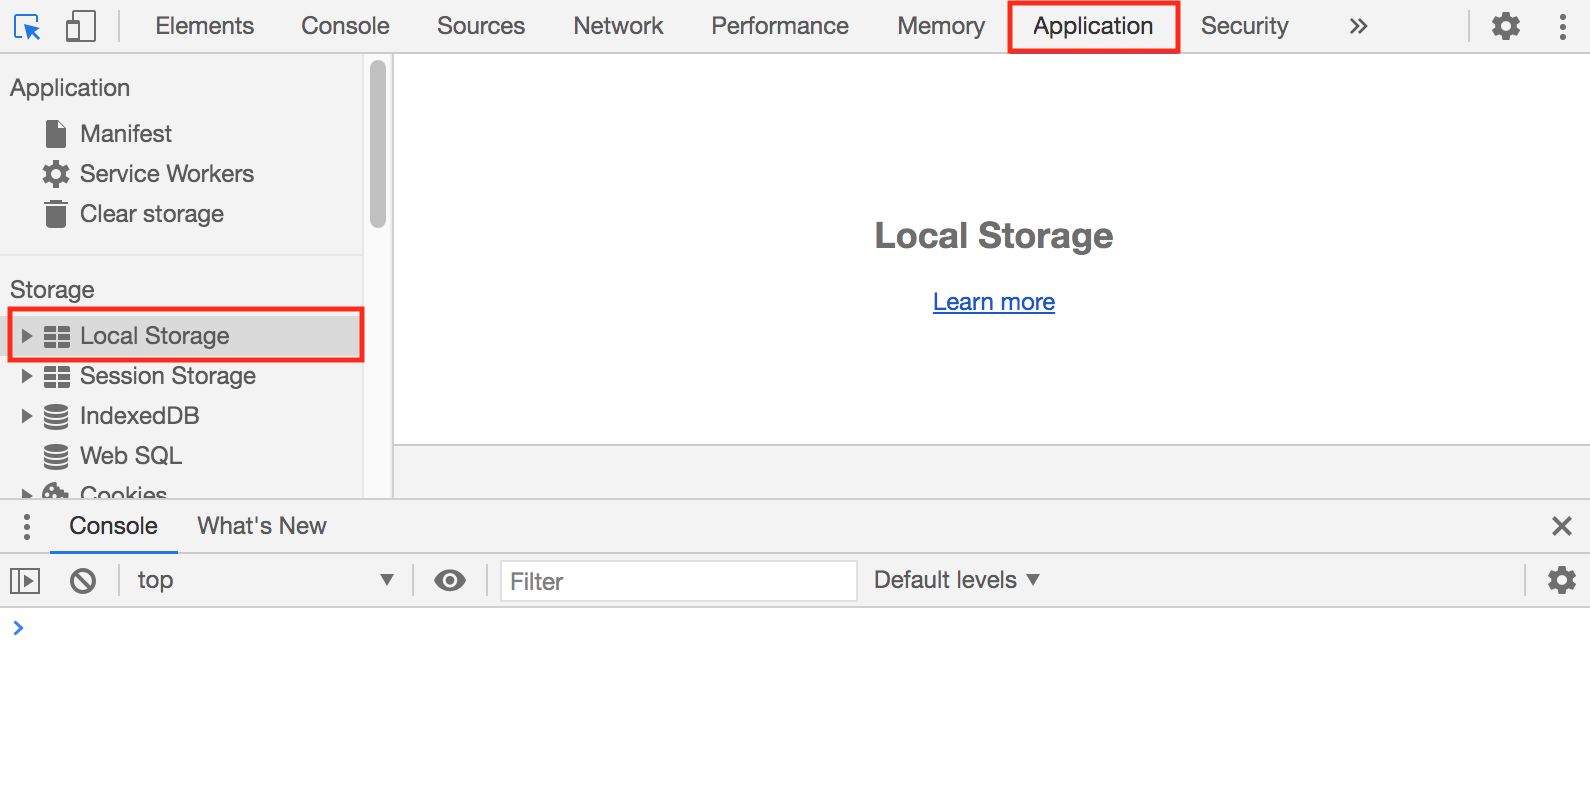 Elements Console Sources Network Performance Memory Application Security
Application
Manifest
Service Workers
Clear storage
Storage
Local Storage
Session Storage
IndexedDB
Web SQL
Cookies
Local Storage
Learn more
Console What's New
top Filter Default levels